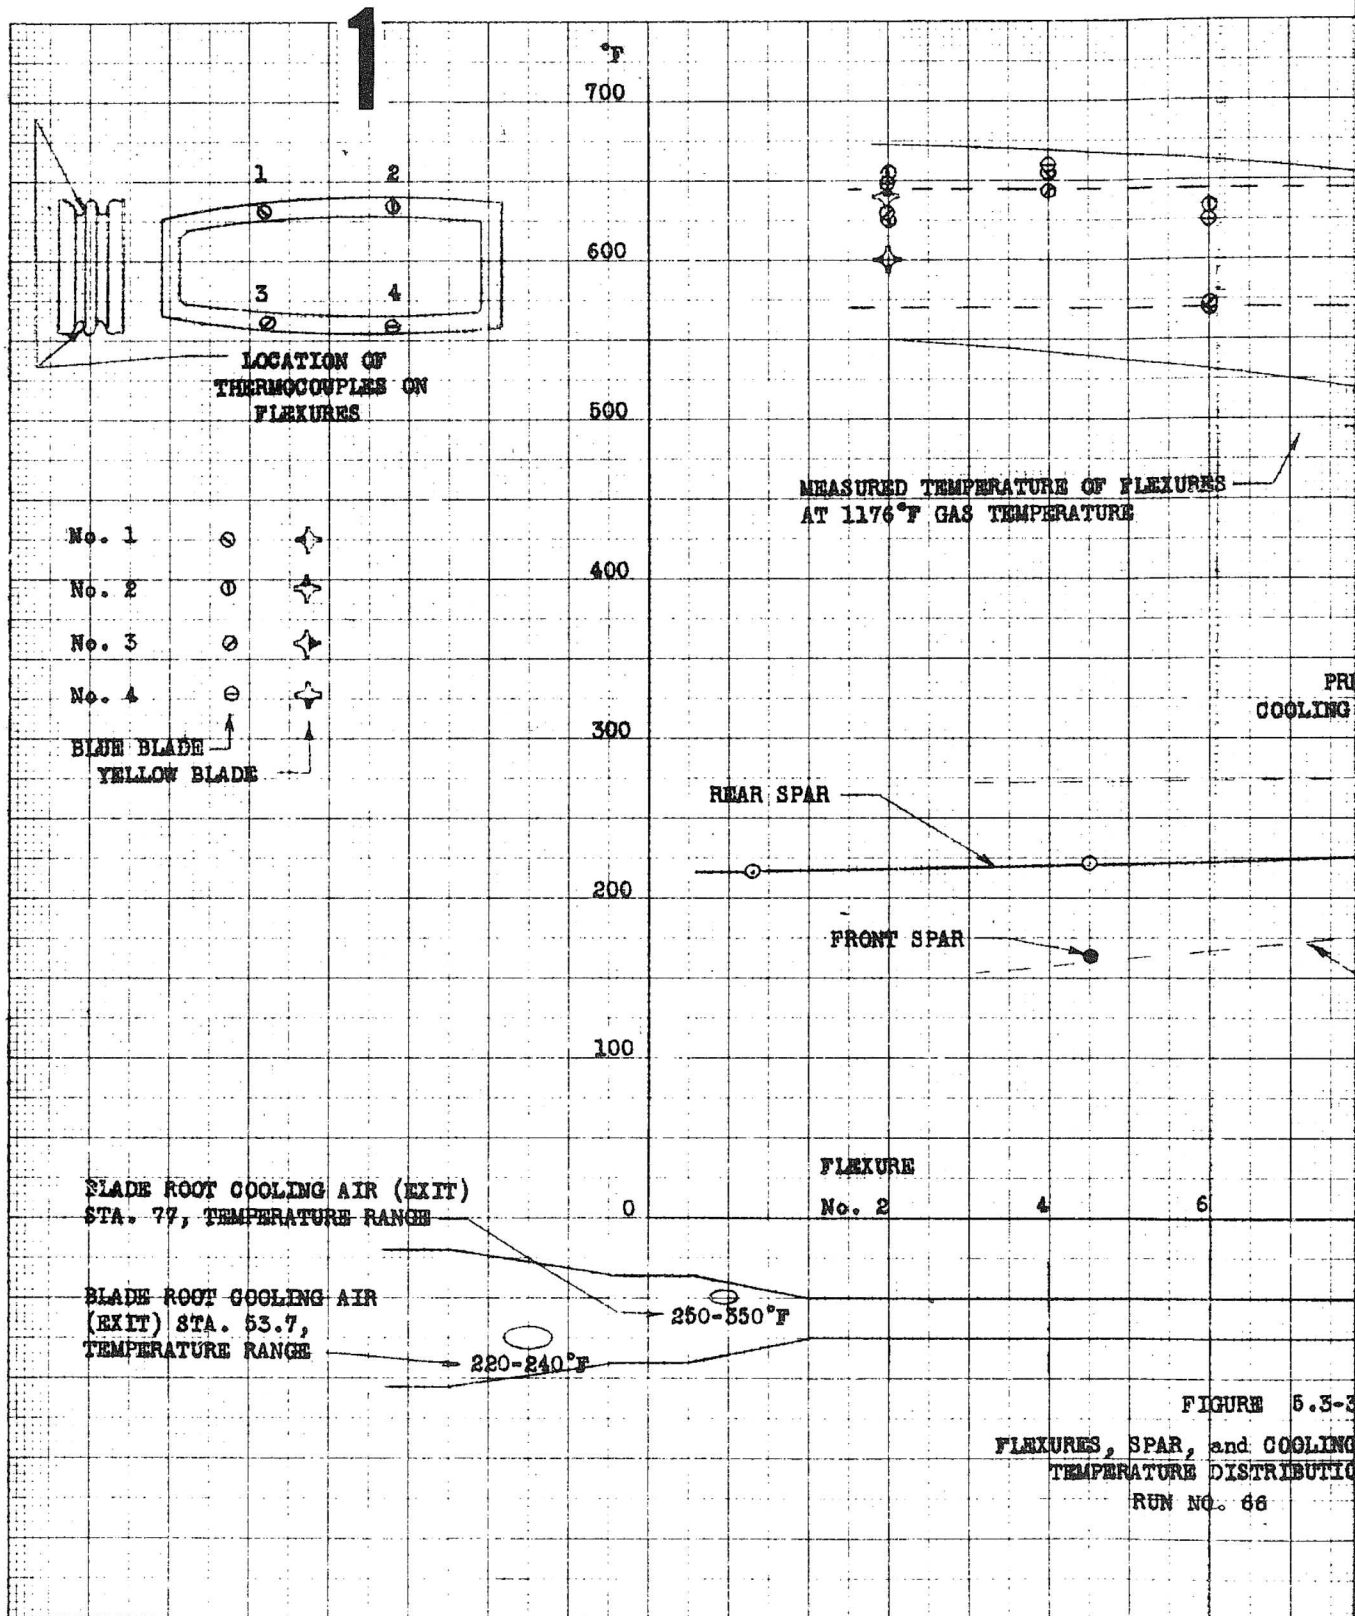 1
°F
700
600
500
400
300
200
100
0
1
2
3
4
LOCATION OF
THERMOCOUPLES ON
FLEXURES
MEASURED TEMPERATURE OF FLEXURES
AT 1176°F GAS TEMPERATURE
No. 1
No. 2
No. 3
No. 4
BLUE BLADE
YELLOW BLADE
COOLING
REAR SPAR
FRONT SPAR
FLEXURE
No. 2
4
6
BLADE ROOT COOLING AIR (EXIT)
STA. 77, TEMPERATURE RANGE
250-350°F
BLADE ROOT COOLING AIR
(EXIT) STA. 53.7,
TEMPERATURE RANGE
220-240°F
FIGURE 5.3-3
FLEXURES, SPAR, and COOLING
TEMPERATURE DISTRIBUTIO
RUN NO. 66